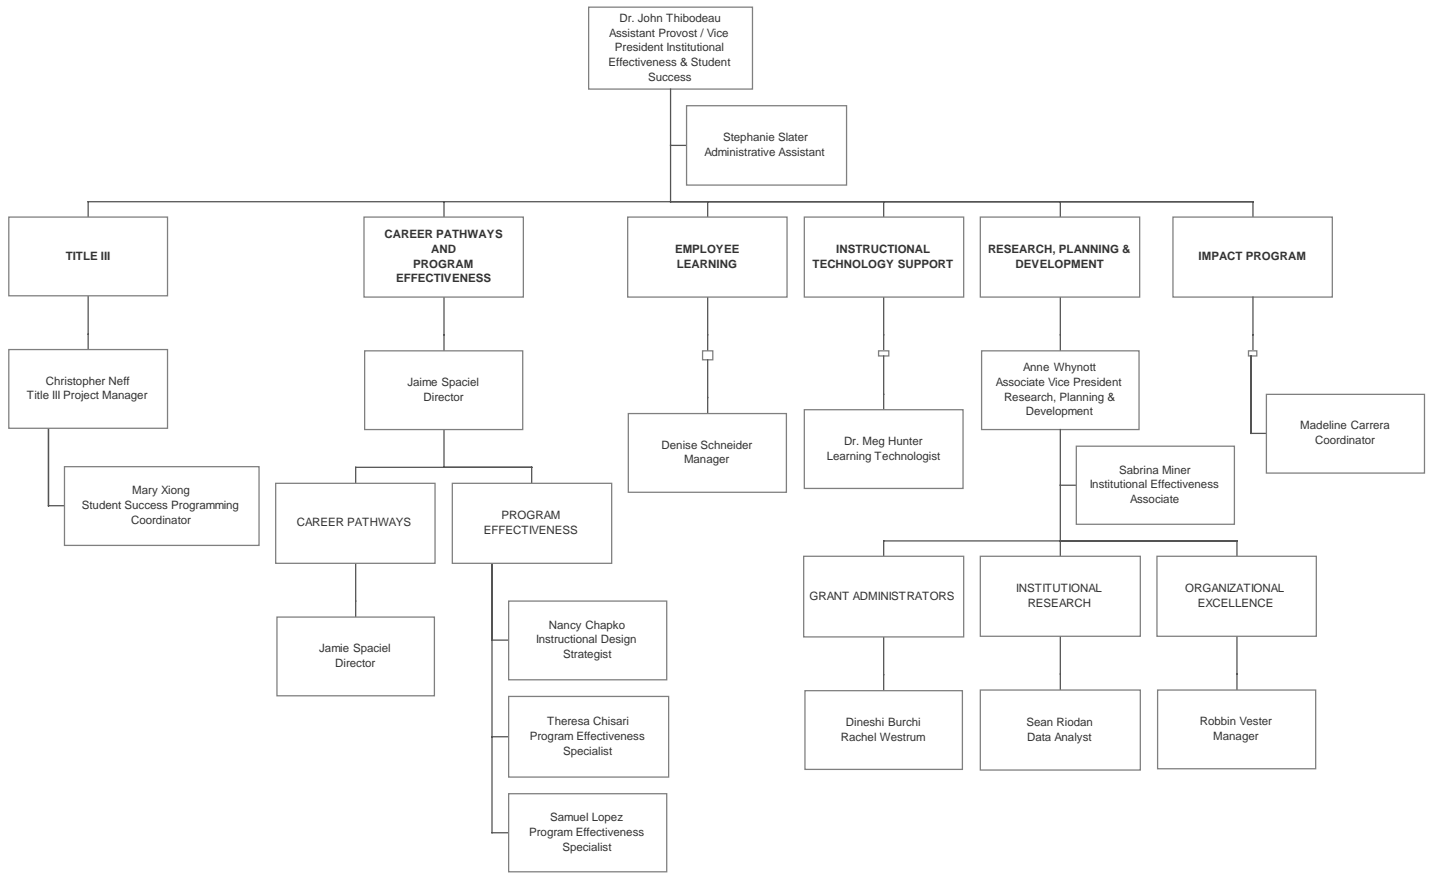 Dr. John Thibodeau
Assistant Provost / Vice
President Institutional
Effectiveness & Student
Success
Stephanie Slater
Administrative Assistant
TITLE III
CAREER PATHWAYS
AND
PROGRAM
EFFECTIVENESS
EMPLOYEE
LEARNING
INSTRUCTIONAL
TECHNOLOGY SUPPORT
RESEARCH, PLANNING &
DEVELOPMENT
IMPACT PROGRAM
Christopher Neff
Title III Project Manager
Jaime Spaciel
Director
Anne Whynott
Associate Vice President
Research, Planning &
Development
Denise Schneider
Manager
Dr. Meg Hunter
Learning Technologist
Madeline Carrera
Coordinator
Mary Xiong
Student Success Programming
Coordinator
Sabrina Miner
Institutional Effectiveness
Associate
CAREER PATHWAYS
PROGRAM
EFFECTIVENESS
GRANT ADMINISTRATORS
INSTITUTIONAL
RESEARCH
ORGANIZATIONAL
EXCELLENCE
Jamie Spaciel
Director
Nancy Chapko
Instructional Design
Strategist
Theresa Chisari
Program Effectiveness
Specialist
Samuel Lopez
Program Effectiveness
Specialist
Dineshi Burchi
Rachel Westrum
Sean Riodan
Data Analyst
Robbin Vester
Manager